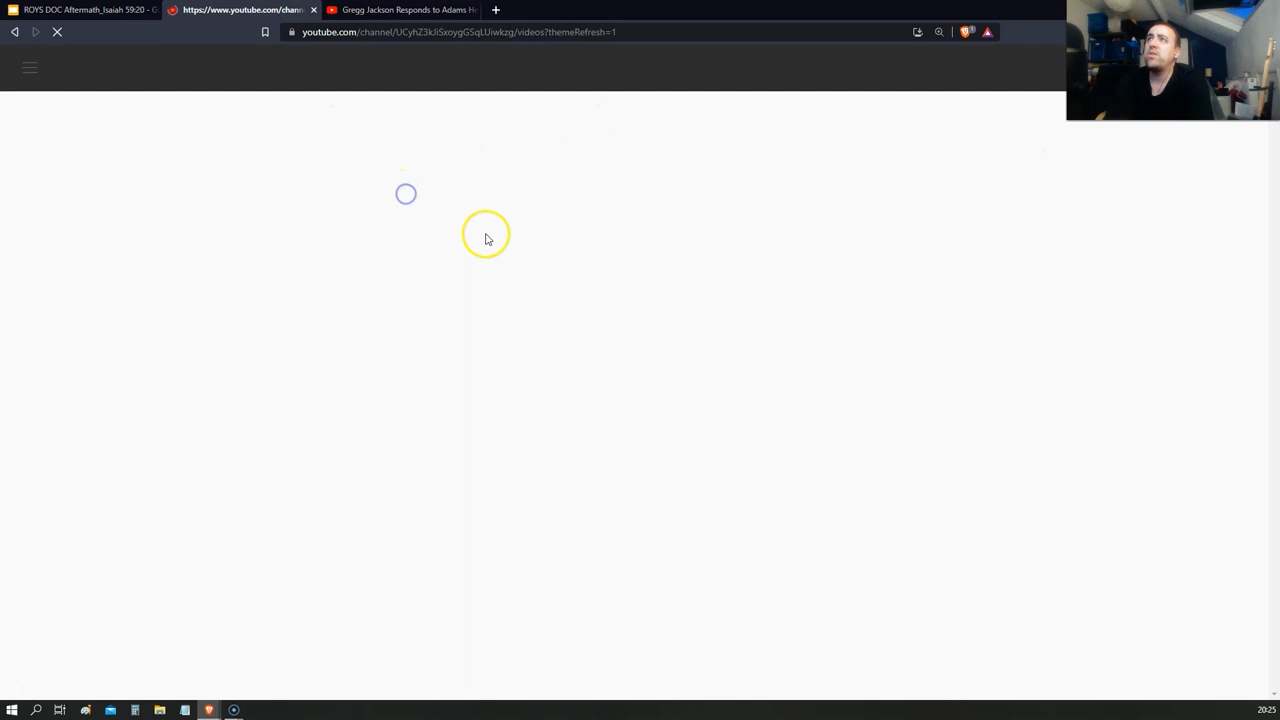 ROYS DOC Aftermath_Isaiah 59:20 - G
https://www.youtube.com/chann
Gregg Jackson Responds to Adams He
youtube.com/channel/UCyhZ3kJiSxoygGSqLUiwkzg/videos?themeRefresh=1
20:25